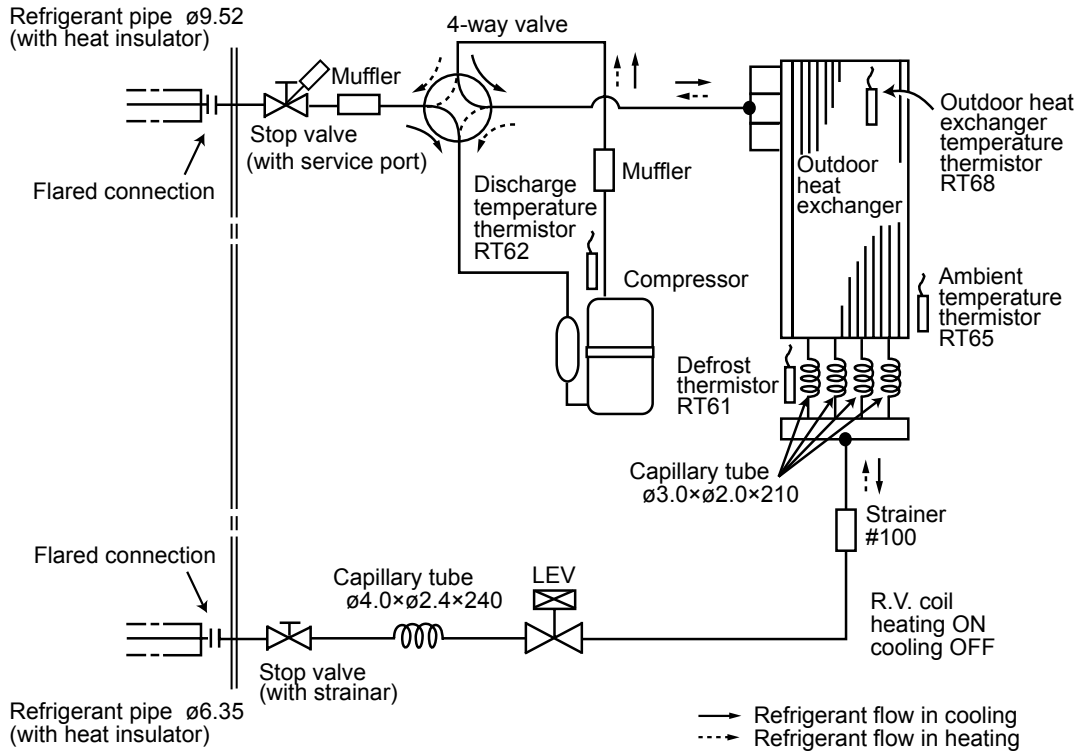 Refrigerant pipe ø9.52
(with heat insulator)
4-way valve
Muffler
Stop valve
(with service port)
Flared connection
Discharge
temperature
thermistor
RT62
Muffler
Compressor
Outdoor
heat
exchanger
Outdoor heat
exchanger
temperature
thermistor
RT68
Ambient
temperature
thermistor
RT65
Defrost
thermistor
RT61
Capillary tube
ø3.0×ø2.0×210
Strainer
#100
Flared connection
Capillary tube
ø4.0×ø2.4×240
LEV
R.V. coil
heating ON
cooling OFF
Stop valve
(with strainar)
Refrigerant pipe ø6.35
(with heat insulator)
Refrigerant flow in cooling
Refrigerant flow in heating